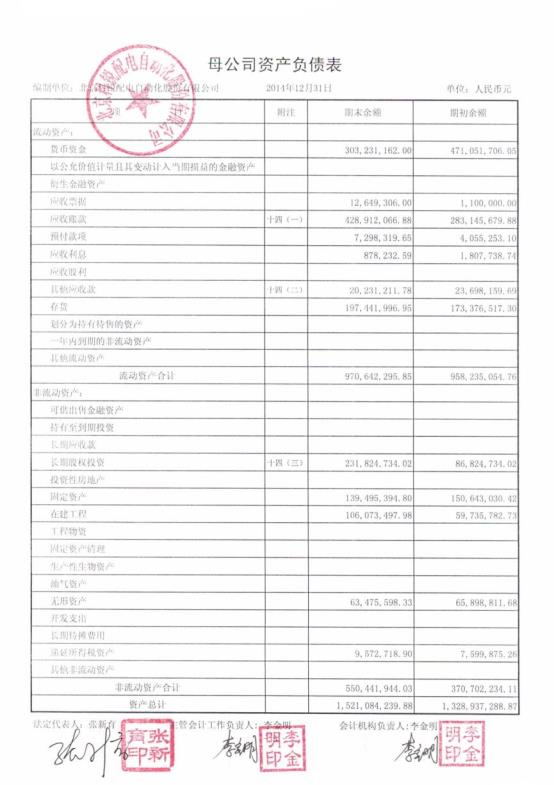 母公司资产负债表
编制单位：北京科锐配电自动化股份有限公司 2014年12月31日 单位：人民币元
项 附注 期末余额 期初余额
流动资产：
货币资金 303,231,162.00 471,051,706.05
以公允价值计量且其变动计入当期损益的金融资产
衍生金融资产
应收票据 12,649,306.00 1,100,000.00
应收账款 十四（一） 428,912,066.88 283,145,679.88
预付款项 7,298,319.65 4,055,253.10
应收利息 878,232.59 1,807,738.74
应收股利
其他应收款 十四（二） 20,231,211.78 23,698,159.69
存货 197,441,996.95 173,376,517.30
划分为持有待售的资产
一年内到期的非流动资产
其他流动资产
流动资产合计 970,642,295.85 958,235,054.76
非流动资产：
可供出售金融资产
持有至到期投资
长期应收款
长期股权投资 十四（三） 231,824,734.02 86,824,734.02
投资性房地产
固定资产 139,495,394.80 150,643,030.42
在建工程 106,073,497.98 59,735,782.73
工程物资
固定资产清理
生产性生物资产
油气资产
无形资产 63,475,598.33 65,898,811.68
开发支出
长期待摊费用
递延所得税资产 9,572,718.90 7,599,875.26
其他非流动资产
非流动资产合计 550,441,944.03 370,702,234.11
资产总计 1,521,084,239.88 1,328,937,288.87
法定代表人：张新育 主管会计工作负责人：李金明 会计机构负责人：李金明
张新育印
李金明印
李金明
李金明印